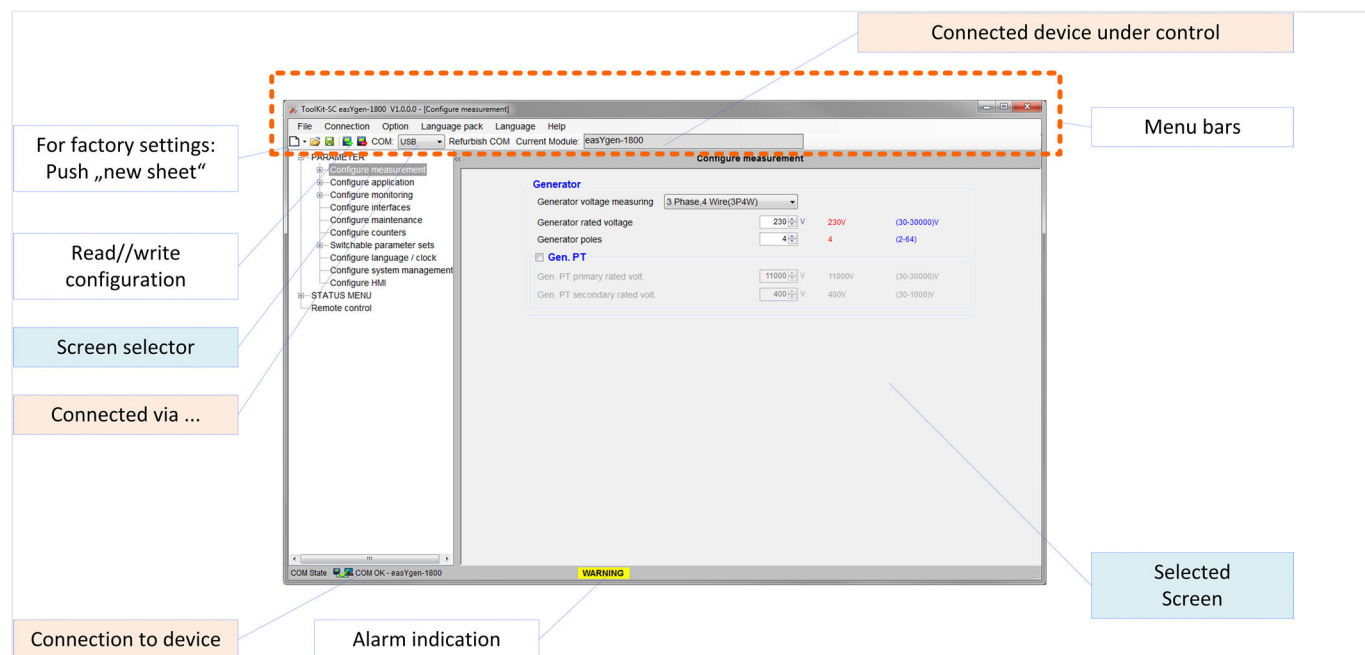 Connected device under control
ToolKit-SC easYgen-1800 V1.0.0.0 - [Configure measurement]
File Connection Option Language pack Language Help
Menu bars
For factory settings:
Push „new sheet“
COM: USB Refurbish COM Current Module: easYgen-1800
PARAMETER
Configure measurement
Configure application
Configure monitoring
Configure interfaces
Configure maintenance
Configure counters
Switchable parameter sets
Configure language / clock
Configure system management
Configure HMI
STATUS MENU
Remote control
<< Configure measurement
Generator
Generator voltage measuring 3 Phase,4 Wire(3P4W)
Generator rated voltage 230 V 230V (30-30000)V
Generator poles 4 4 (2-64)
Gen. PT
Gen. PT primary rated volt. 11000 V 11000V (30-30000)V
Gen. PT secondary rated volt. 400 V 400V (30-1000)V
Read//write
configuration
Screen selector
Connected via ...
COM State COM OK - easYgen-1800 WARNING
Selected
Screen
Connection to device
Alarm indication